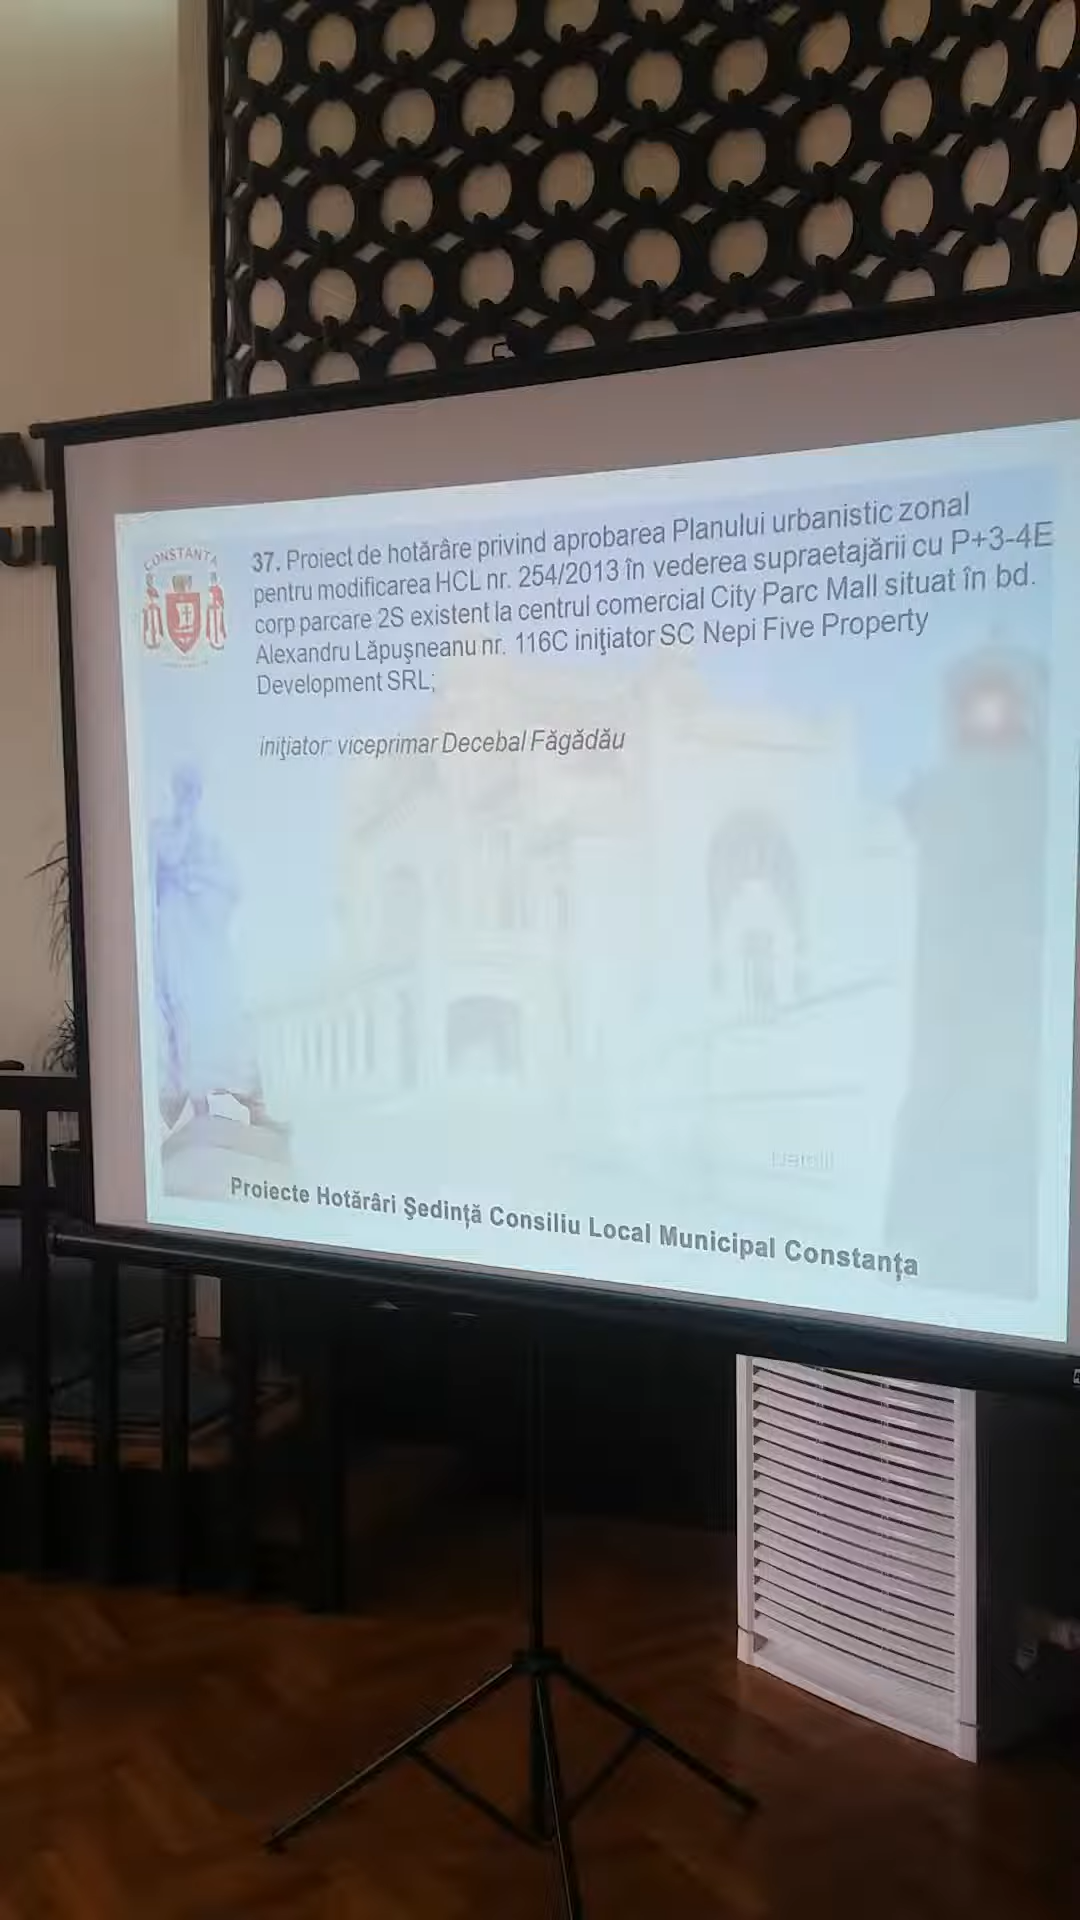 CONSTANȚA
37. Proiect de hotărâre privind aprobarea Planului urbanistic zonal
pentru modificarea HCL nr. 254/2013 în vederea supraetajării cu P+3-4E
corp parcare 2S existent la centrul comercial City Parc Mall situat în bd.
Alexandru Lăpuşneanu nr. 116C iniţiator SC Nepi Five Property
Development SRL;
iniţiator: viceprimar Decebal Făgădău
Detalii
Proiecte Hotărâri Şedinţă Consiliu Local Municipal Constanţa